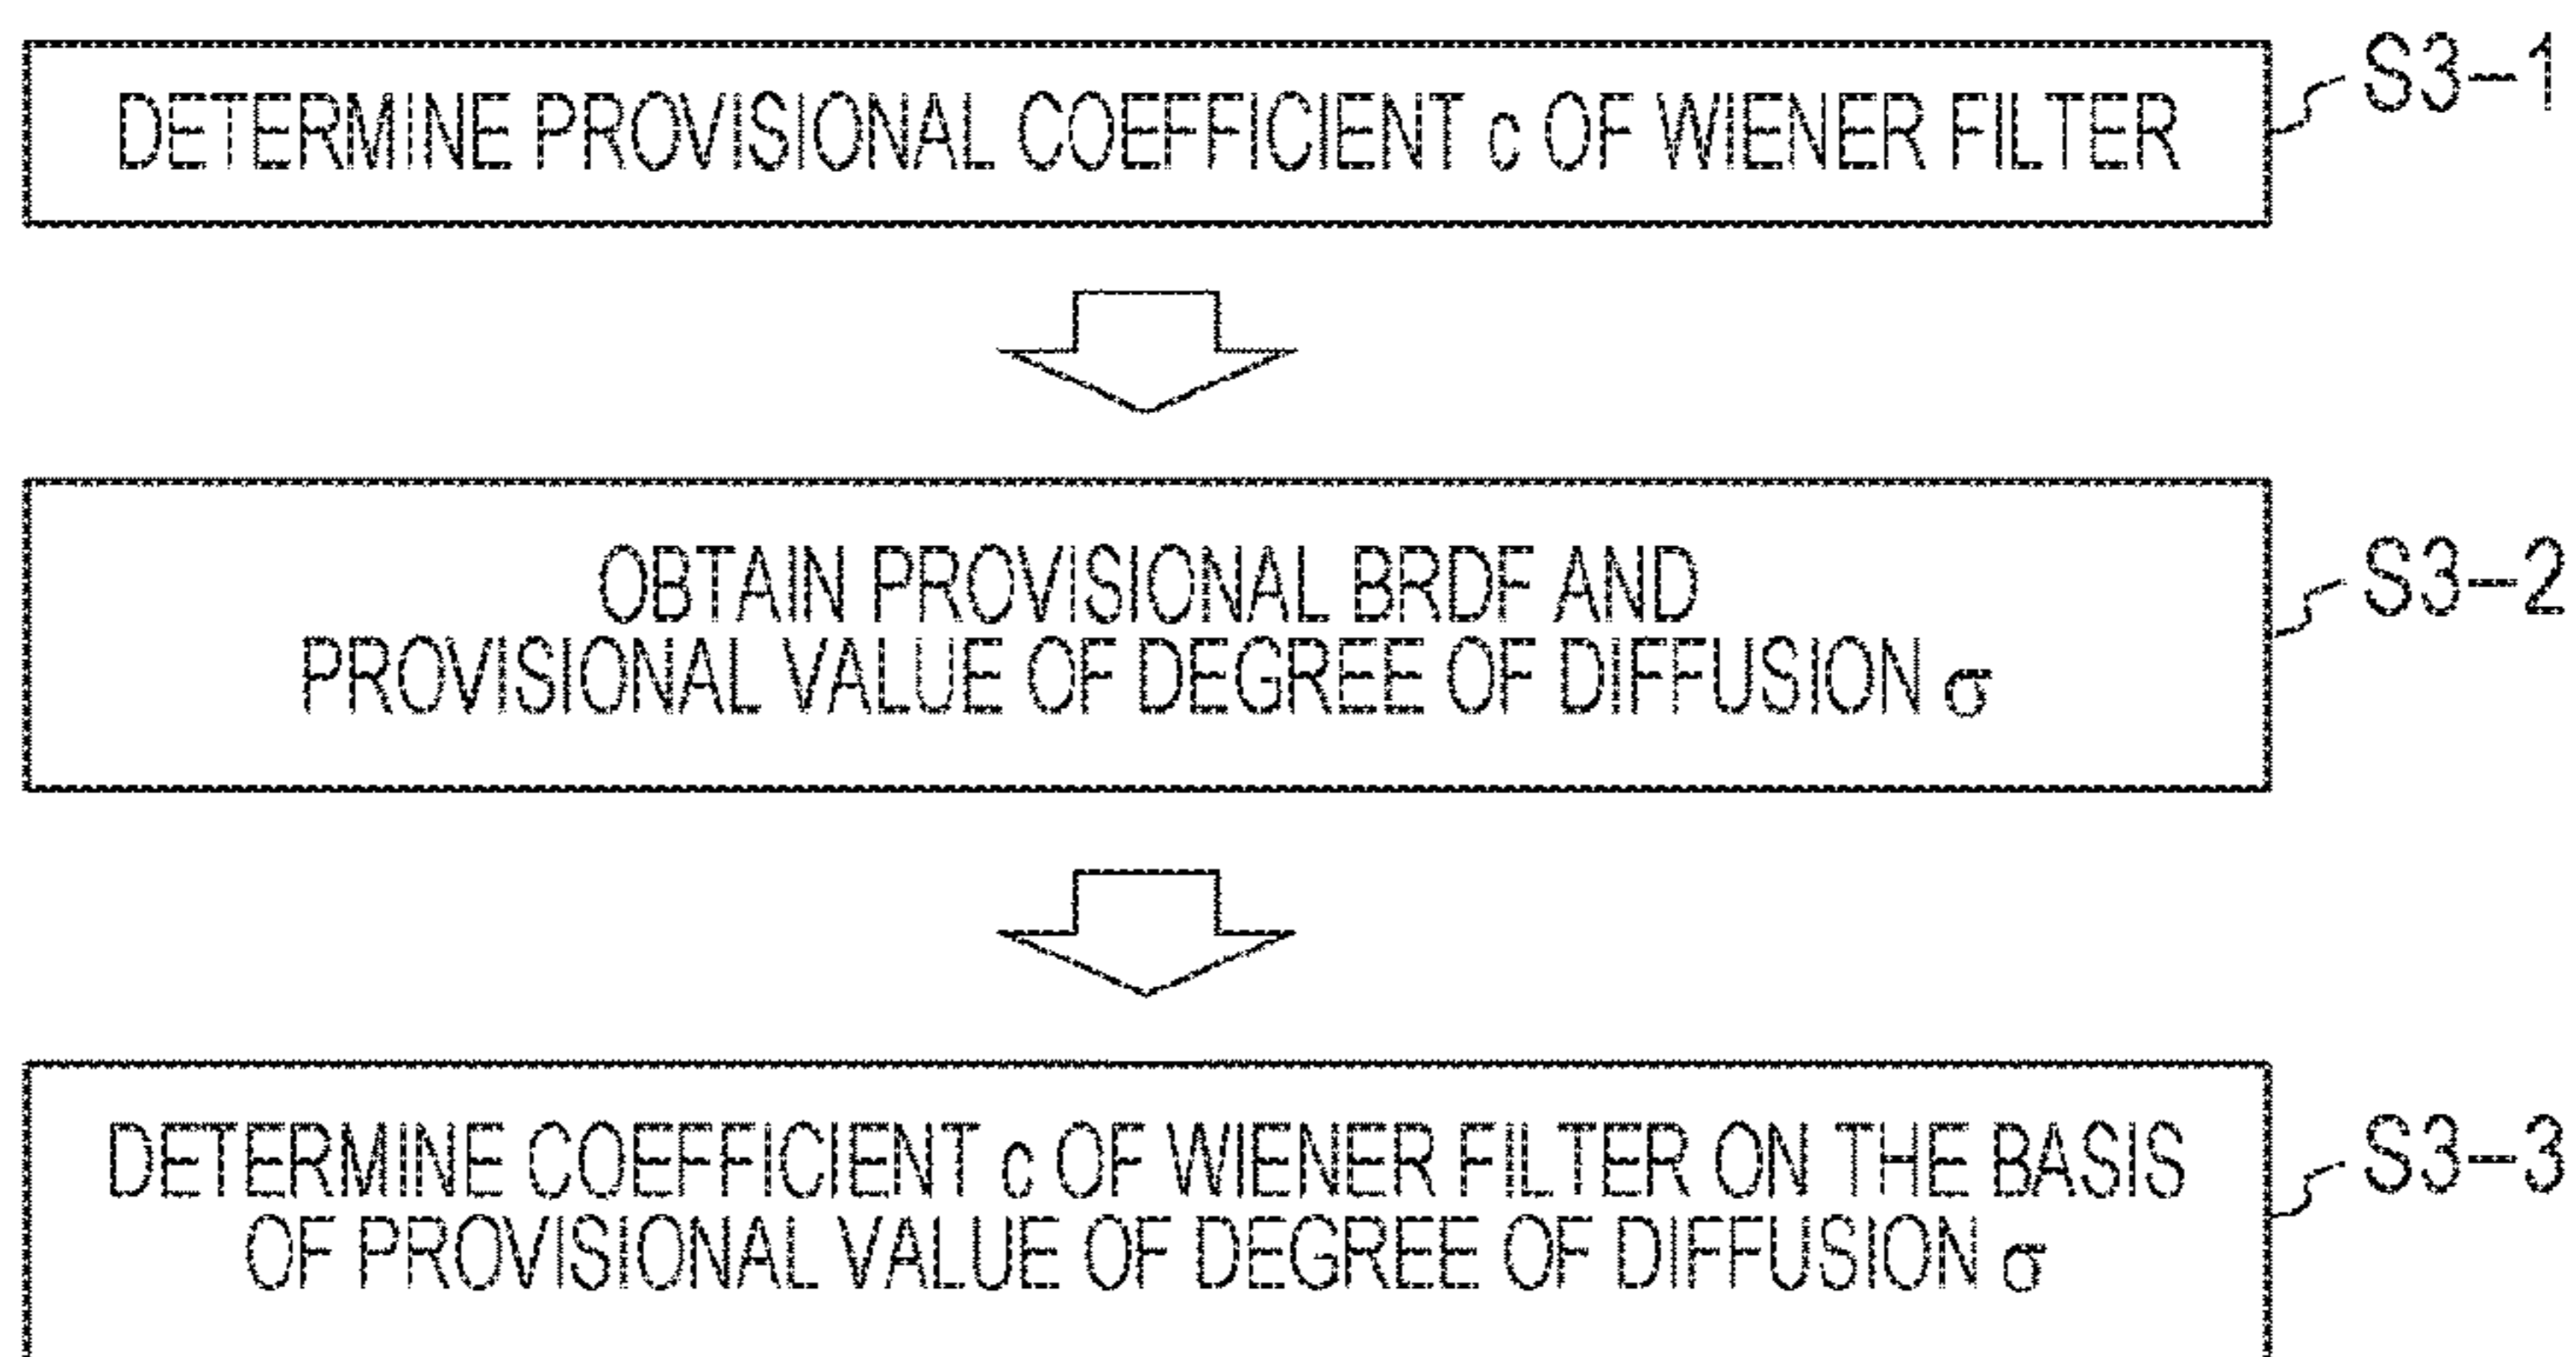 DETERMINE PROVISIONAL COEFFICIENT c OF WIENER FILTER
S3-1
OBTAIN PROVISIONAL BRDF AND
PROVISIONAL VALUE OF DEGREE OF DIFFUSION σ
S3-2
DETERMINE COEFFICIENT c OF WIENER FILTER ON THE BASIS
OF PROVISIONAL VALUE OF DEGREE OF DIFFUSION σ
S3-3